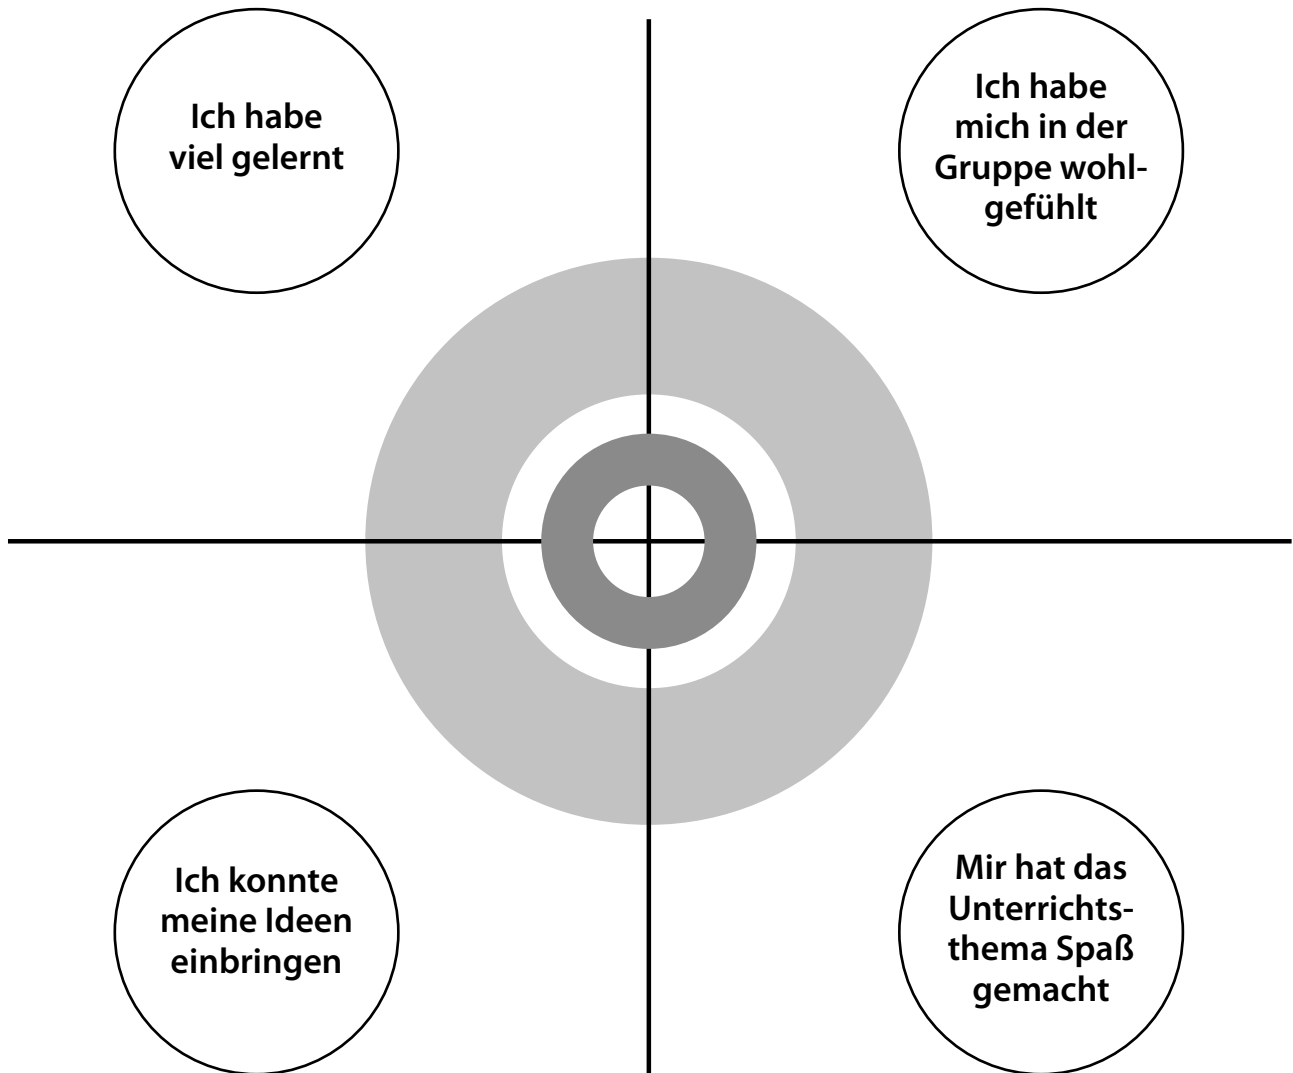 Ich habe
viel gelernt
Ich habe
mich in der
Gruppe wohl-
gefühlt
Ich konnte
meine Ideen
einbringen
Mir hat das
Unterrichts-
thema Spaß
gemacht